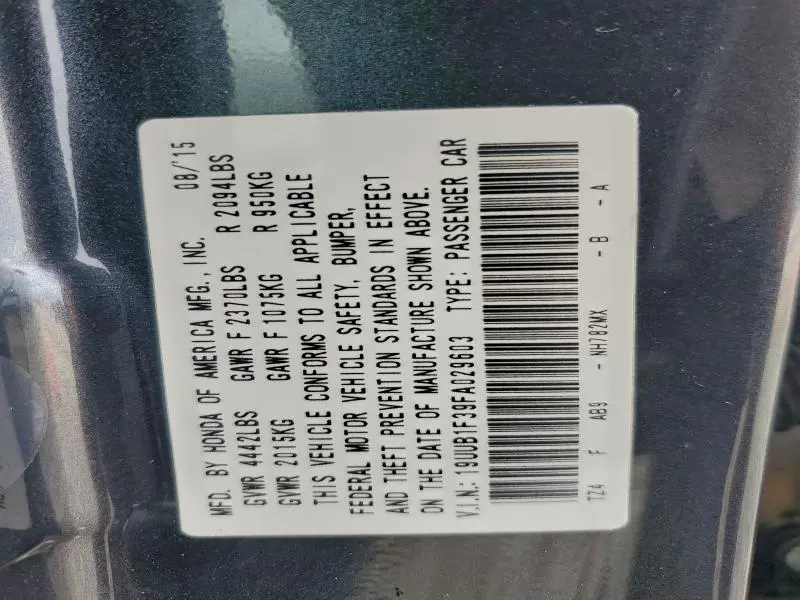 MFD. BY HONDA OF AMERICA MFG., INC. 08/'15
GVWR 4442LBS GAWR F 2370LBS R 2094LBS
GVWR 2015KG GAWR F 1075KG R 950KG
THIS VEHICLE CONFORMS TO ALL APPLICABLE
FEDERAL MOTOR VEHICLE SAFETY, BUMPER,
AND THEFT PREVENTION STANDARDS IN EFFECT
ON THE DATE OF MANUFACTURE SHOWN ABOVE.
V.I.N.: 19UUB1F39FA029603 TYPE: PASSENGER CAR
TZ4 F AB9 - NH782MX - B - A